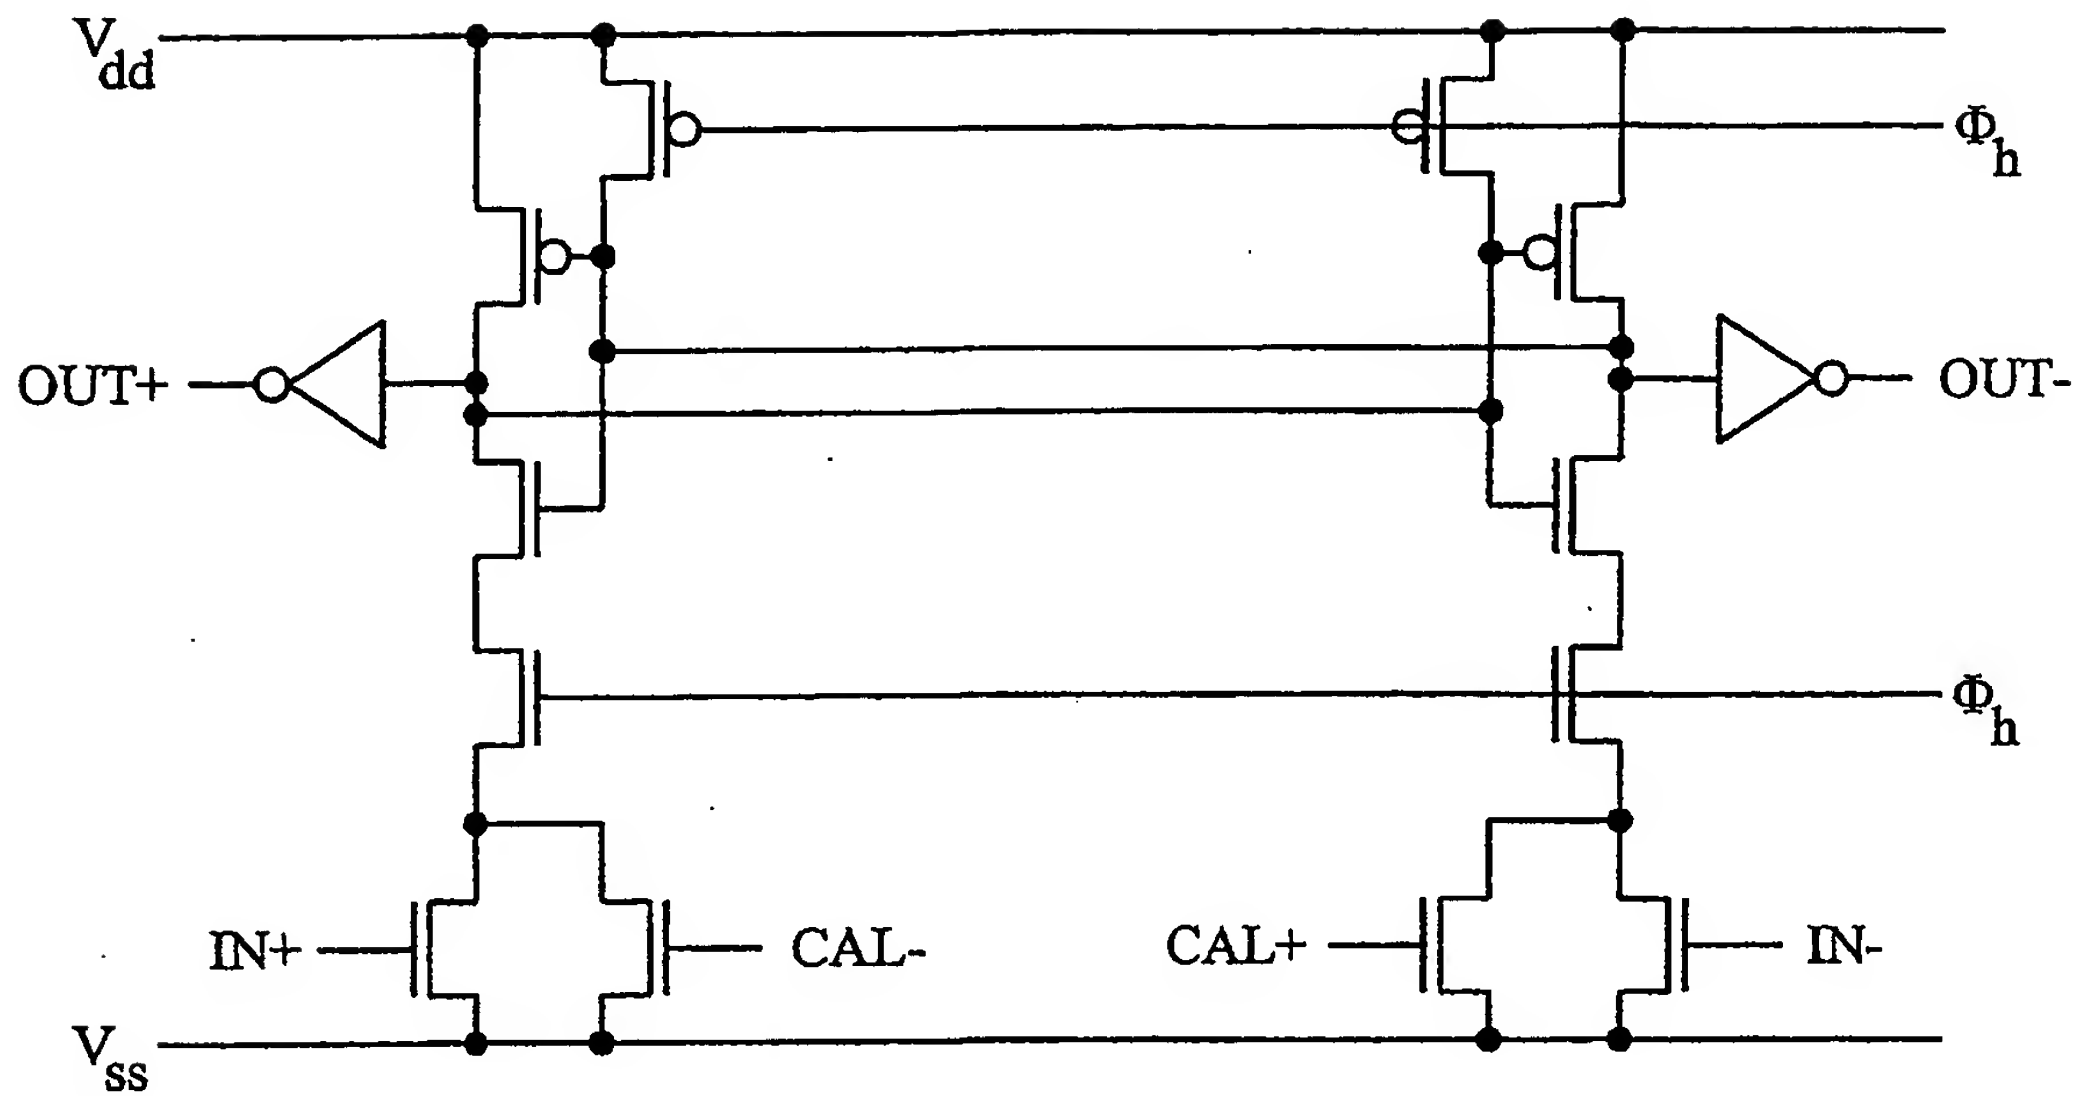 Vdd
Φh
OUT+
OUT-
Φh
IN+ CAL- CAL+ IN-
Vss